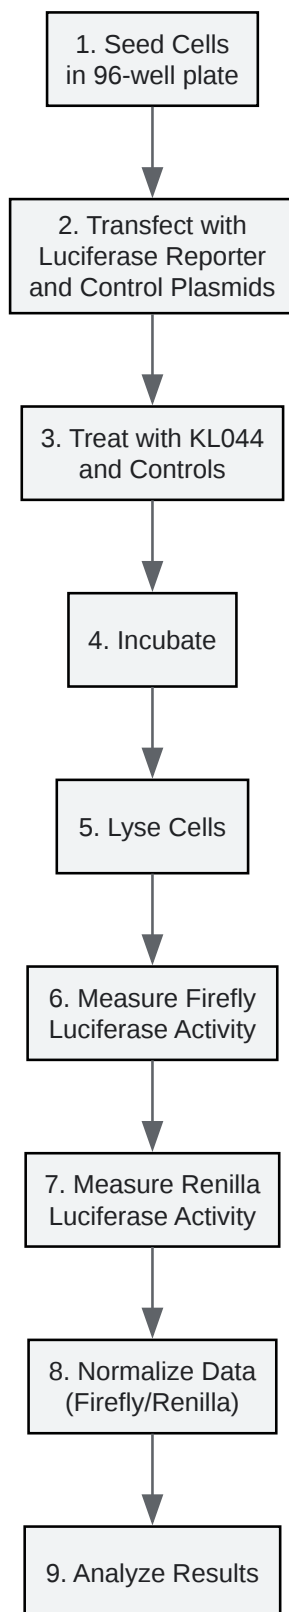 1. Seed Cells
in 96-well plate
2. Transfect with
Luciferase Reporter
and Control Plasmids
3. Treat with KL044
and Controls
4. Incubate
5. Lyse Cells
6. Measure Firefly
Luciferase Activity
7. Measure Renilla
Luciferase Activity
8. Normalize Data
(Firefly/Renilla)
9. Analyze Results